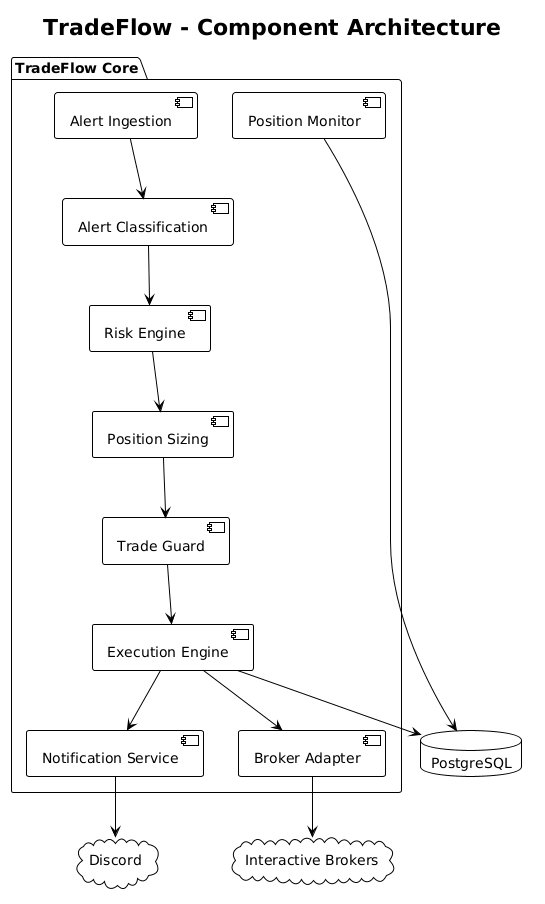 TradeFlow - Component Architecture
TradeFlow Core
Alert Ingestion
Position Monitor
Alert Classification
Risk Engine
Position Sizing
Trade Guard
Execution Engine
Notification Service
Broker Adapter
PostgreSQL
Discord
Interactive Brokers